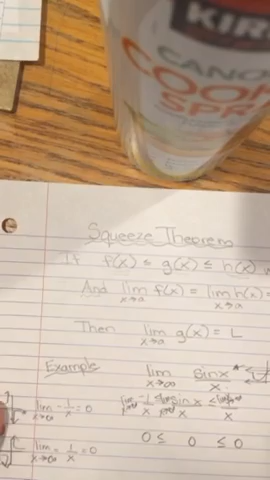 KIR
CANO
COO
SPR
Squeeze Theorem
If f(x) ≤ g(x) ≤ h(x)
And lim f(x) = lim h(x) =
x→a x→a
Then lim g(x) = L
x→a
Example lim sinx
x→∞ x
lim -1/x = 0
x→∞
lim 1/x = 0
x→∞
0 ≤ 0 ≤ 0